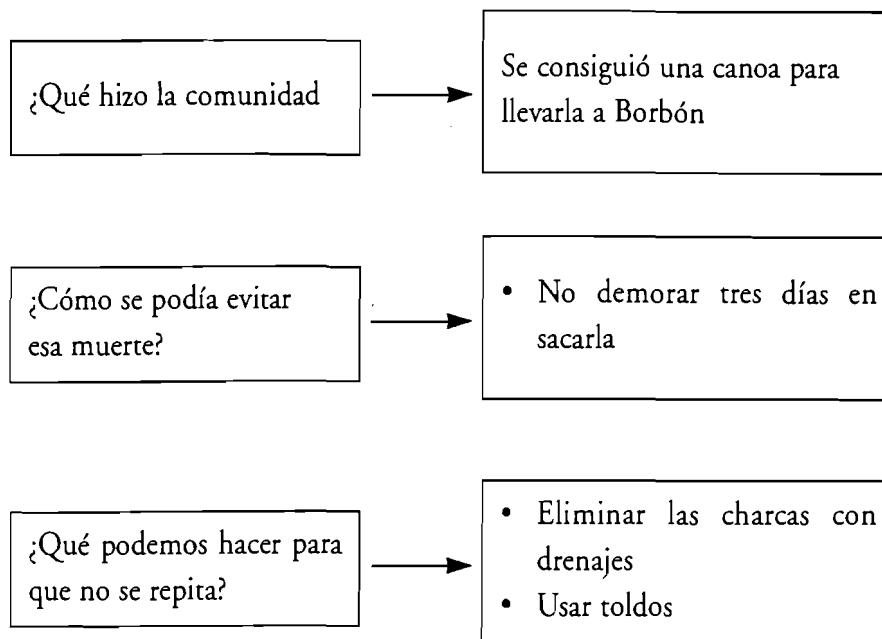 ¿Qué hizo la comunidad
Se consiguió una canoa para
llevarla a Borbón
¿Cómo se podía evitar
esa muerte?
• No demorar tres días en
sacarla
¿Qué podemos hacer para
que no se repita?
• Eliminar las charcas con
drenajes
• Usar toldos